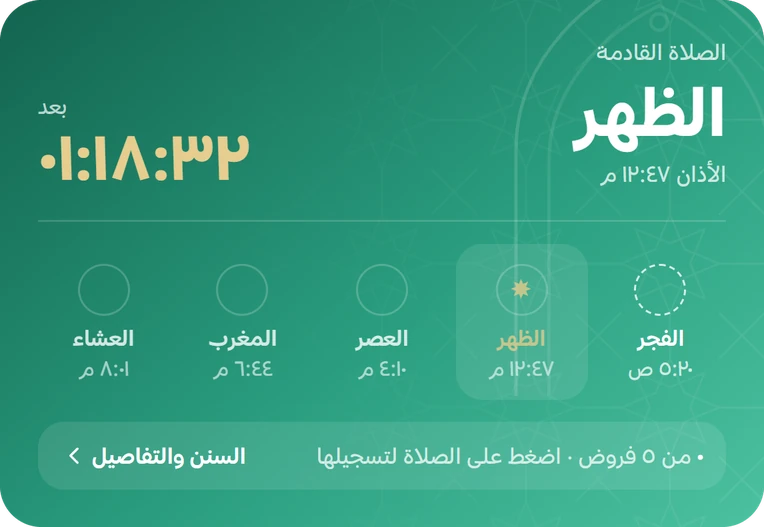 الصلاة القادمة
الظهر
الأذان ١٢:٤٧ م
بعد
٠١:١٨:٣٢
الفجر
٥:٢٠ ص
الظهر
١٢:٤٧ م
العصر
٤:١٠ م
المغرب
٦:٤٤ م
العشاء
٨:٠١ م
٠ من ٥ فروض · اضغط على الصلاة لتسجيلها
السنن والتفاصيل